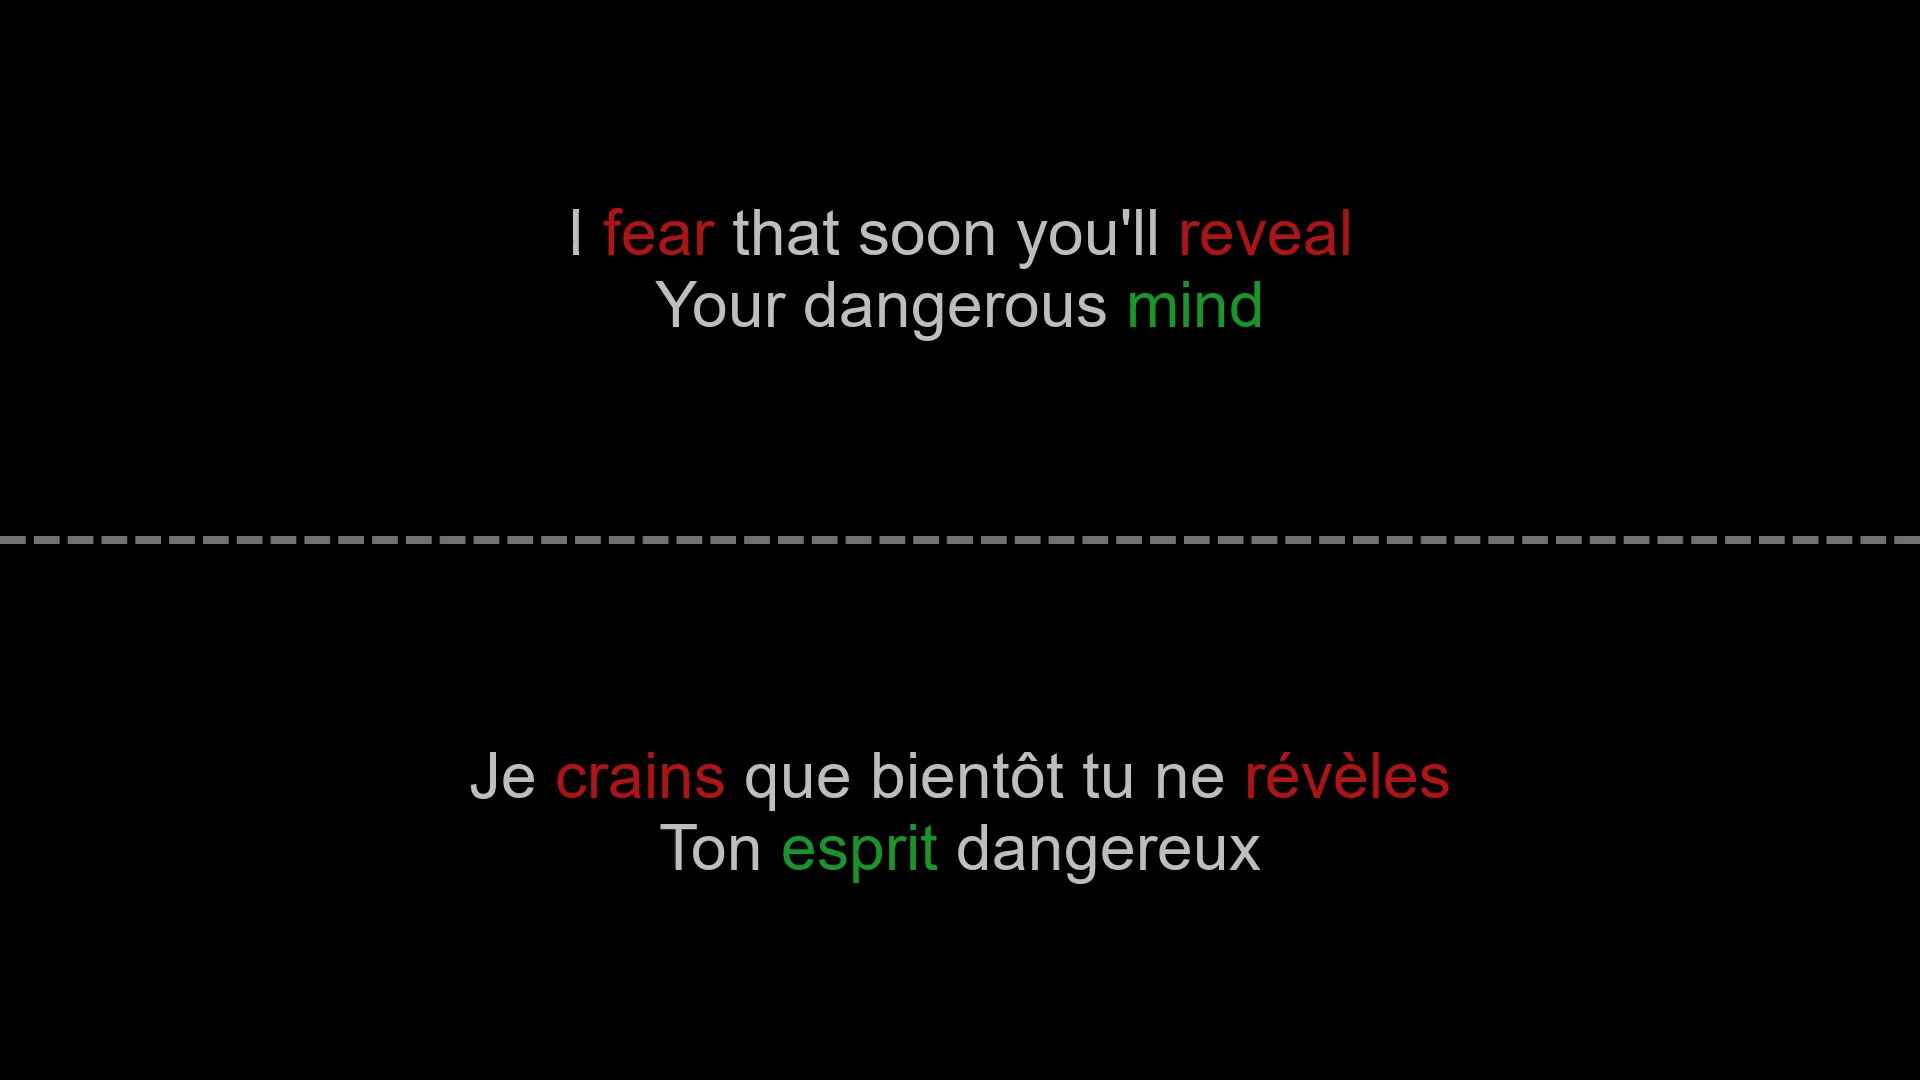 I fear that soon you'll reveal
Your dangerous mind
Je crains que bientôt tu ne révèles
Ton esprit dangereux